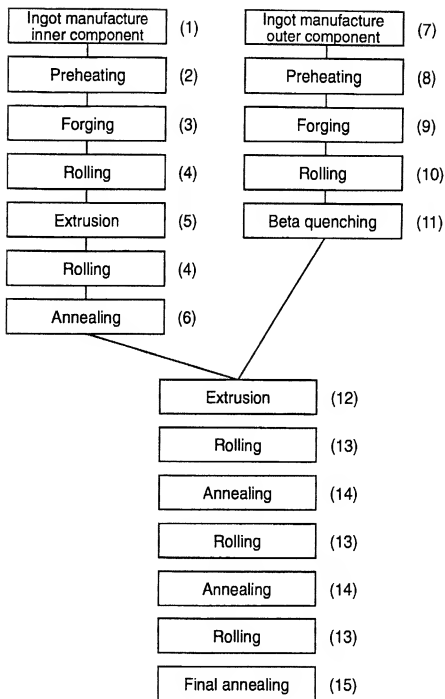 Ingot manufacture
inner component (1)
Preheating (2)
Forging (3)
Rolling (4)
Extrusion (5)
Rolling (4)
Annealing (6)
Ingot manufacture
outer component (7)
Preheating (8)
Forging (9)
Rolling (10)
Beta quenching (11)
Extrusion (12)
Rolling (13)
Annealing (14)
Rolling (13)
Annealing (14)
Rolling (13)
Final annealing (15)